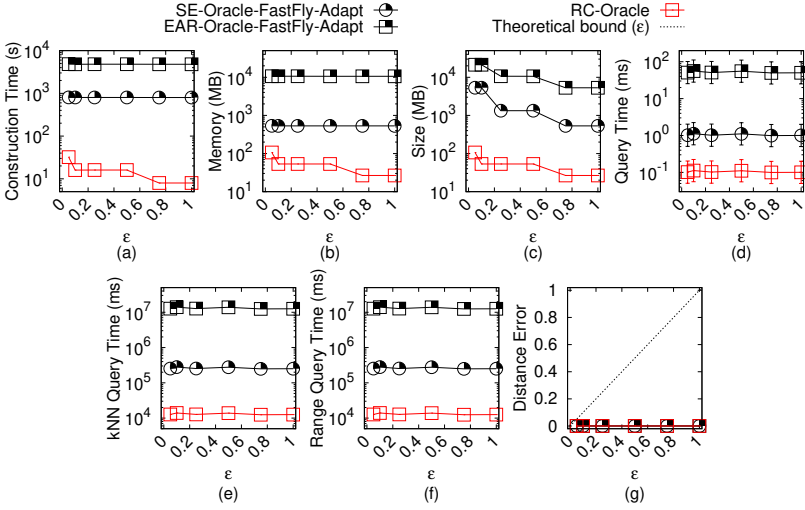 SE-Oracle-FastFly-Adapt
EAR-Oracle-FastFly-Adapt
RC-Oracle
Theoretical bound (ε)
Construction Time (s)
10^4
10^3
10^2
10^1
0
0.2
0.4
0.6
0.8
1
ε
(a)
Memory (MB)
10^4
10^3
10^2
10^1
0
0.2
0.4
0.6
0.8
1
ε
(b)
Size (MB)
10^4
10^3
10^2
10^1
0
0.2
0.4
0.6
0.8
1
ε
(c)
Query Time (ms)
10^2
10^1
10^0
10^-1
0
0.2
0.4
0.6
0.8
1
ε
(d)
kNN Query Time (ms)
10^7
10^6
10^5
10^4
0
0.2
0.4
0.6
0.8
1
ε
(e)
Range Query Time (ms)
10^7
10^6
10^5
10^4
0
0.2
0.4
0.6
0.8
1
ε
(f)
Distance Error
1
0.8
0.6
0.4
0.2
0
0
0.2
0.4
0.6
0.8
1
ε
(g)